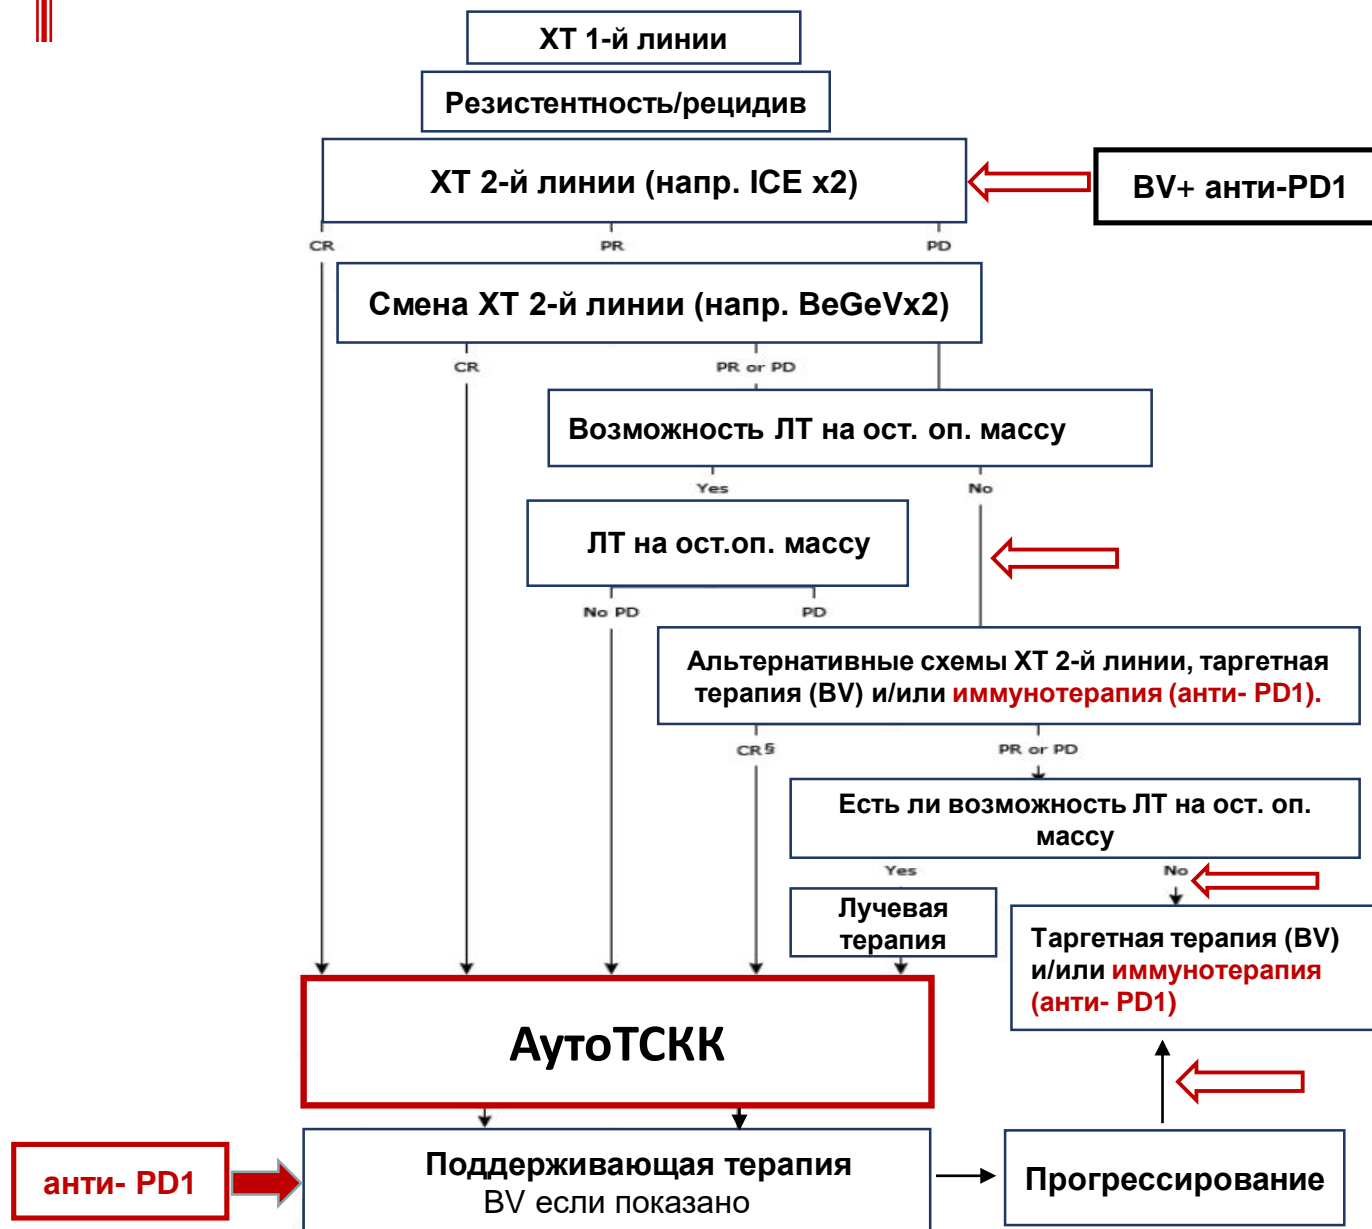 ХТ 1-й линии
Резистентность/рецидив
ХТ 2-й линии (напр. ICE x2)
BV+ анти-PD1
CR
PR
PD
Смена ХТ 2-й линии (напр. BeGeVx2)
CR
PR or PD
Возможность ЛТ на ост. оп. массу
Yes
No
ЛТ на ост.оп. массу
No PD
PD
Альтернативные схемы ХТ 2-й линии, таргетная
терапия (BV) и/или иммунотерапия (анти- PD1).
CR§
PR or PD
Есть ли возможность ЛТ на ост. оп.
массу
Yes
No
Лучевая
терапия
Таргетная терапия (BV)
и/или иммунотерапия
(анти- PD1)
АутоТСКК
анти- PD1
Поддерживающая терапия
BV если показано
Прогрессирование